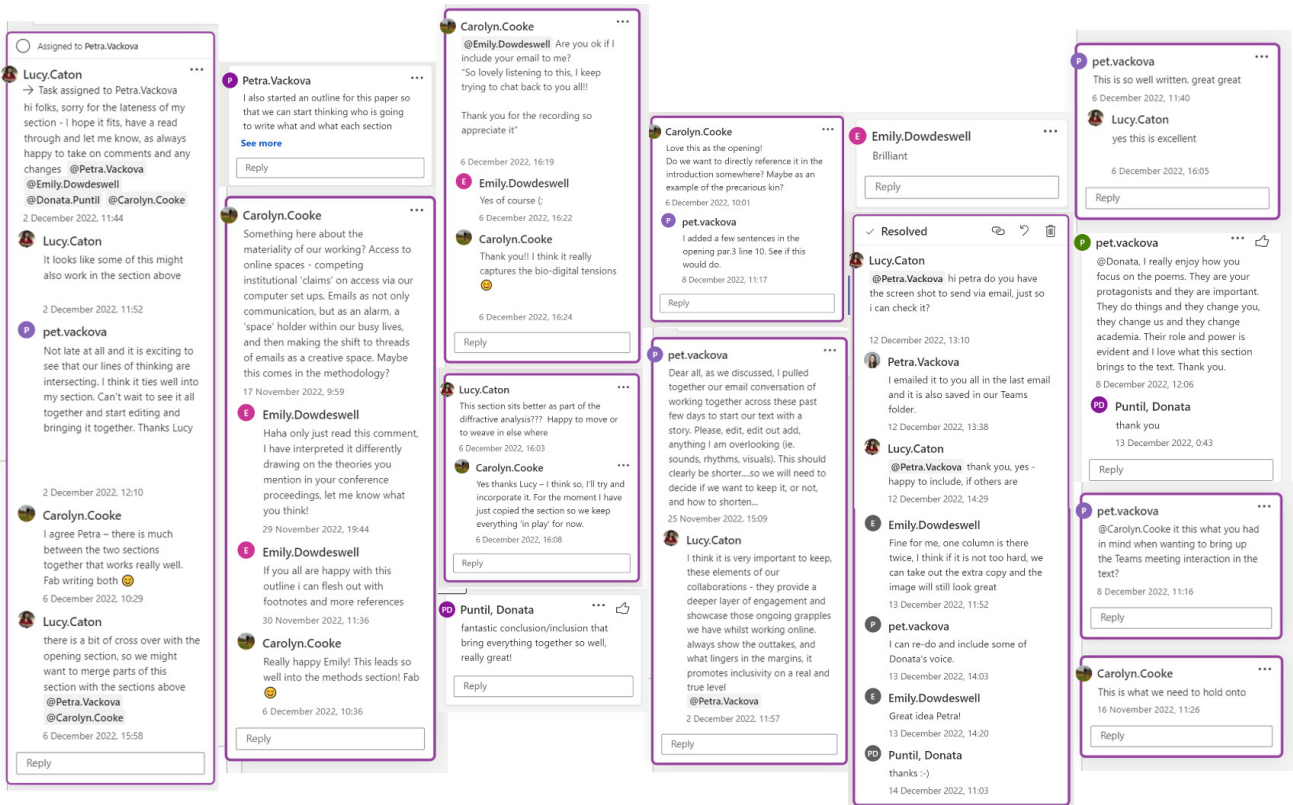 Assigned to Petra.Vackova
Lucy.Caton
→ Task assigned to Petra.Vackova
hi folks, sorry for the lateness of my
section - I hope it fits, have a read
through and let me know, as always
happy to take on comments and any
changes @Petra.Vackova
@Emily.Dowdeswell
@Donata.Puntil @Carolyn.Cooke
2 December 2022, 11:44
Lucy.Caton
It looks like some of this might
also work in the section above
2 December 2022, 11:52
P pet.vackova
Not late at all and it is exciting to
see that our lines of thinking are
intersecting. I think it ties well into
my section. Can't wait to see it all
together and start editing and
bringing it together. Thanks Lucy
2 December 2022, 12:10
Carolyn.Cooke
I agree Petra – there is much
between the two sections
together that works really well.
Fab writing both 😊
6 December 2022, 10:29
Lucy.Caton
there is a bit of cross over with the
opening section, so we might
want to merge parts of this
section with the sections above
@Petra.Vackova
@Carolyn.Cooke
6 December 2022, 15:58
Reply
P Petra.Vackova
I also started an outline for this paper so
that we can start thinking who is going
to write what and what each section
See more
Reply
Carolyn.Cooke
Something here about the
materiality of our working? Access to
online spaces - competing
institutional 'claims' on access via our
computer set ups. Emails as not only
communication, but as an alarm, a
'space' holder within our busy lives,
and then making the shift to threads
of emails as a creative space. Maybe
this comes in the methodology?
17 November 2022, 9:59
E Emily.Dowdeswell
Haha only just read this comment,
I have interpreted it differently
drawing on the theories you
mention in your conference
proceedings, let me know what
you think!
29 November 2022, 19:44
E Emily.Dowdeswell
If you all are happy with this
outline i can flesh out with
footnotes and more references
30 November 2022, 11:36
Carolyn.Cooke
Really happy Emily! This leads so
well into the methods section! Fab
😊
6 December 2022, 10:36
Reply
Carolyn.Cooke
@Emily.Dowdeswell Are you ok if I
include your email to me?
"So lovely listening to this, I keep
trying to chat back to you all!!
Thank you for the recording so
appreciate it"
6 December 2022, 16:19
E Emily.Dowdeswell
Yes of course (:
6 December 2022, 16:22
Carolyn.Cooke
Thank you!! I think it really
captures the bio-digital tensions
😊
6 December 2022, 16:24
Reply
Lucy.Caton
This section sits better as part of the
diffractive analysis??? Happy to move or
to weave in else where
6 December 2022, 16:03
Carolyn.Cooke
Yes thanks Lucy – I think so, I'll try and
incorporate it. For the moment I have
just copied the section so we keep
everything 'in play' for now.
6 December 2022, 16:08
Reply
PD Puntil, Donata
fantastic conclusion/inclusion that
bring everything together so well,
really great!
Reply
Carolyn.Cooke
Love this as the opening!
Do we want to directly reference it in the
introduction somewhere? Maybe as an
example of the precarious kin?
6 December 2022, 10:01
P pet.vackova
I added a few sentences in the
opening par.3 line 10. See if this
would do.
8 December 2022, 11:17
Reply
P pet.vackova
Dear all, as we discussed, I pulled
together our email conversation of
working together across these past
few days to start our text with a
story. Please, edit, edit out add,
anything I am overlooking (ie.
sounds, rhythms, visuals). This should
clearly be shorter....so we will need to
decide if we want to keep it, or not,
and how to shorten...
25 November 2022, 15:09
Lucy.Caton
I think it is very important to keep,
these elements of our
collaborations - they provide a
deeper layer of engagement and
showcase those ongoing grapples
we have whilst working online.
always show the outtakes, and
what lingers in the margins, it
promotes inclusivity on a real and
true level
@Petra.Vackova
2 December 2022, 11:57
Reply
E Emily.Dowdeswell
Brilliant
Reply
Resolved
Lucy.Caton
@Petra.Vackova hi petra do you have
the screen shot to send via email, just so
i can check it?
12 December 2022, 13:10
Petra.Vackova
I emailed it to you all in the last email
and it is also saved in our Teams
folder.
12 December 2022, 13:38
Lucy.Caton
@Petra.Vackova thank you, yes -
happy to include, if others are
12 December 2022, 14:29
E Emily.Dowdeswell
Fine for me, one column is there
twice, I think if it is not too hard, we
can take out the extra copy and the
image will still look great
13 December 2022, 11:52
P pet.vackova
I can re-do and include some of
Donata's voice.
13 December 2022, 14:03
E Emily.Dowdeswell
Great idea Petra!
13 December 2022, 14:20
PD Puntil, Donata
thanks :-)
14 December 2022, 11:03
P pet.vackova
This is so well written. great great
6 December 2022, 11:40
Lucy.Caton
yes this is excellent
6 December 2022, 16:05
Reply
P pet.vackova
@Donata, I really enjoy how you
focus on the poems. They are your
protagonists and they are important.
They do things and they change you,
they change us and they change
academia. Their role and power is
evident and I love what this section
brings to the text. Thank you.
8 December 2022, 12:06
PD Puntil, Donata
thank you
13 December 2022, 0:43
Reply
P pet.vackova
@Carolyn.Cooke it this what you had
in mind when wanting to bring up
the Teams meeting interaction in the
text?
8 December 2022, 11:16
Reply
Carolyn.Cooke
This is what we need to hold onto
16 November 2022, 11:26
Reply